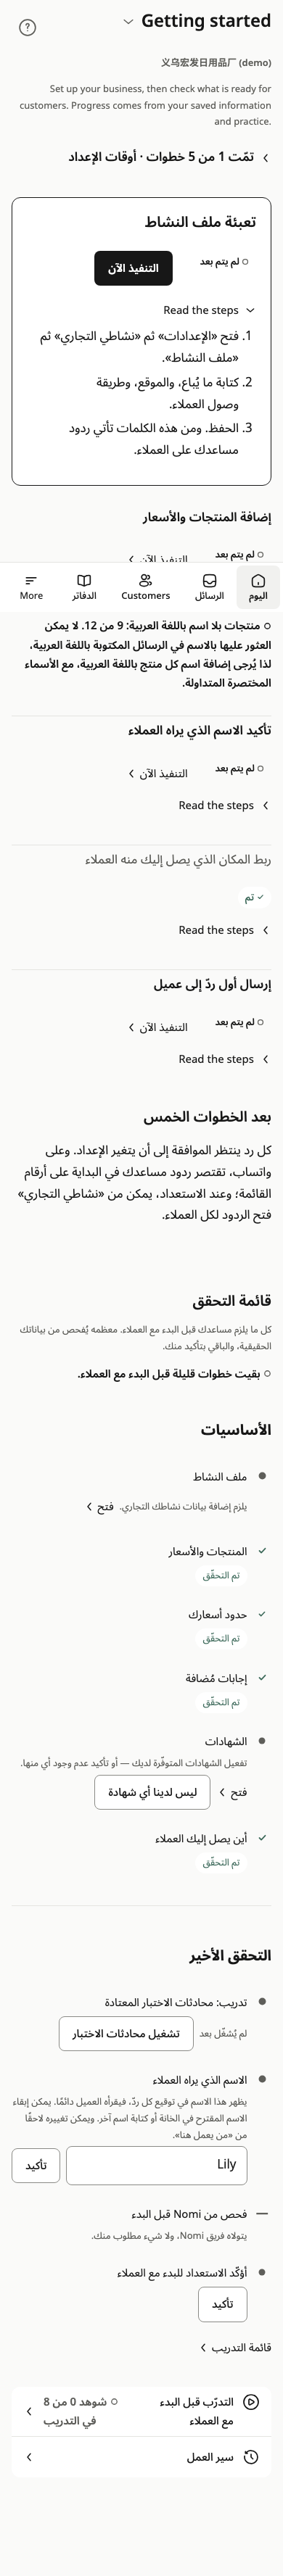 Getting started
义乌宏发日用品厂 (demo)
Set up your business, then check what is ready for
customers. Progress comes from your saved information
and practice.
تمّت 1 من 5 خطوات · أوقات الإعداد
تعبئة ملف النشاط
لم يتم بعد
التنفيذ الآن
Read the steps
1. فتح «الإعدادات» ثم «نشاطي التجاري» ثم
«ملف النشاط».
2. كتابة ما يُباع، والموقع، وطريقة
وصول العملاء.
3. الحفظ. ومن هذه الكلمات تأتي ردود
مساعدك على العملاء.
إضافة المنتجات والأسعار
لم يتم بعد
التنفيذ الآن
اليوم
الرسائل
Customers
الدفاتر
More
منتجات بلا اسم باللغة العربية: 9 من 12. لا يمكن
العثور عليها بالاسم في الرسائل المكتوبة باللغة العربية،
لذا يُرجى إضافة اسم كل منتج باللغة العربية، مع الأسماء
المختصرة المتداولة.
تأكيد الاسم الذي يراه العملاء
لم يتم بعد
التنفيذ الآن
Read the steps
ربط المكان الذي يصل إليك منه العملاء
تم
Read the steps
إرسال أول ردّ إلى عميل
لم يتم بعد
التنفيذ الآن
Read the steps
بعد الخطوات الخمس
كل رد ينتظر الموافقة إلى أن يتغير الإعداد. وعلى
واتساب، تقتصر ردود مساعدك في البداية على أرقام
القائمة؛ وعند الاستعداد، يمكن من «نشاطي التجاري»
فتح الردود لكل العملاء.
قائمة التحقق
كل ما يلزم مساعدك قبل البدء مع العملاء. معظمه يُفحص من بياناتك
الحقيقية، والباقي بتأكيد منك.
بقيت خطوات قليلة قبل البدء مع العملاء.
الأساسيات
ملف النشاط
يلزم إضافة بيانات نشاطك التجاري.
فتح
المنتجات والأسعار
تم التحقّق
حدود أسعارك
تم التحقّق
إجابات مُضافة
تم التحقّق
الشهادات
تفعيل الشهادات المتوفّرة لديك — أو تأكيد عدم وجود أي منها.
فتح
ليس لدينا أي شهادة
أين يصل إليك العملاء
تم التحقّق
التحقق الأخير
تدريب: محادثات الاختبار المعتادة
لم يُشغّل بعد
تشغيل محادثات الاختبار
الاسم الذي يراه العملاء
يظهر هذا الاسم في توقيع كل ردّ، فيقرأه العميل دائمًا. يمكن إبقاء
الاسم المقترح في الخانة أو كتابة اسم آخر. ويمكن تغييره لاحقًا
من «من يعمل هنا».
Lily
تأكيد
فحص من Nomi قبل البدء
يتولاه فريق Nomi، ولا شيء مطلوب منك.
أؤكّد الاستعداد للبدء مع العملاء
تأكيد
قائمة التدريب
التدرّب قبل البدء
مع العملاء
شوهد 0 من 8
في التدريب
سير العمل